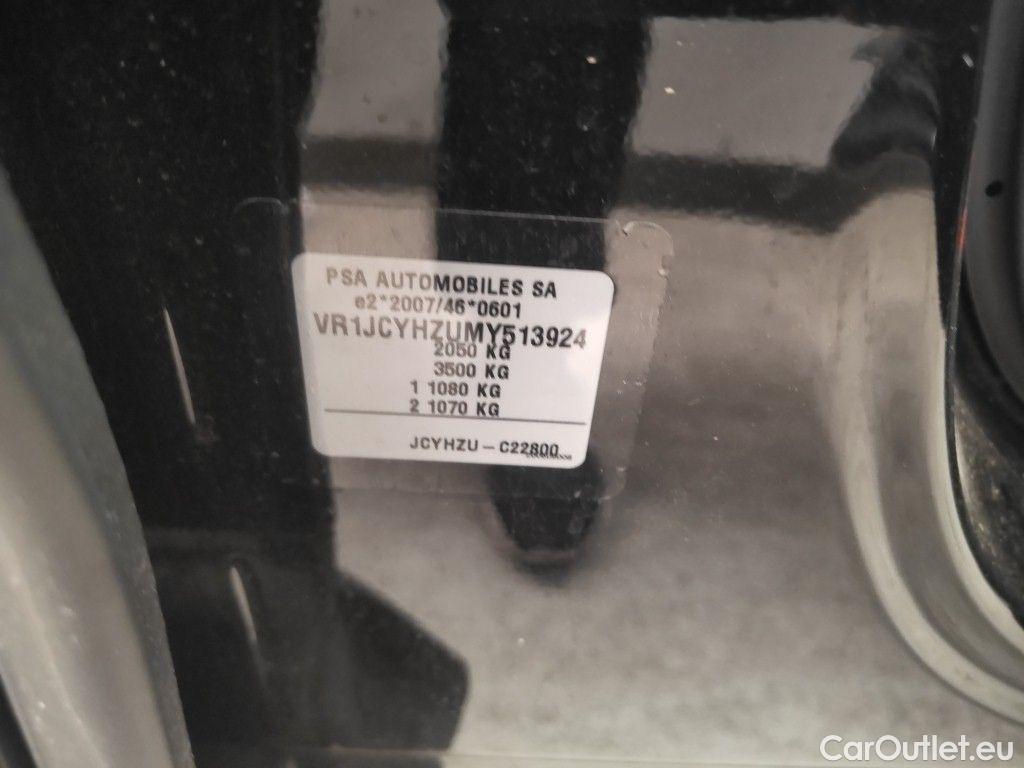 PSA AUTOMOBILES SA
e2*2007/46*0601
VR1JCYHZUMY513924
2050 KG
3500 KG
1 1080 KG
2 1070 KG
JCYHZU – C22800
CarOutlet.eu